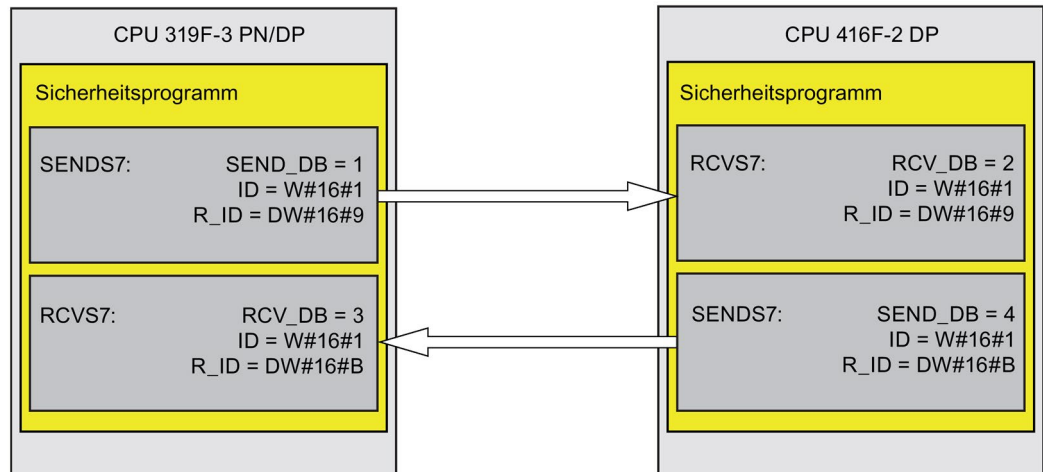 CPU 319F-3 PN/DP
Sicherheitsprogramm
SENDS7: SEND_DB = 1
ID = W#16#1
R_ID = DW#16#9
RCVS7: RCV_DB = 3
ID = W#16#1
R_ID = DW#16#B
CPU 416F-2 DP
Sicherheitsprogramm
RCVS7: RCV_DB = 2
ID = W#16#1
R_ID = DW#16#9
SENDS7: SEND_DB = 4
ID = W#16#1
R_ID = DW#16#B